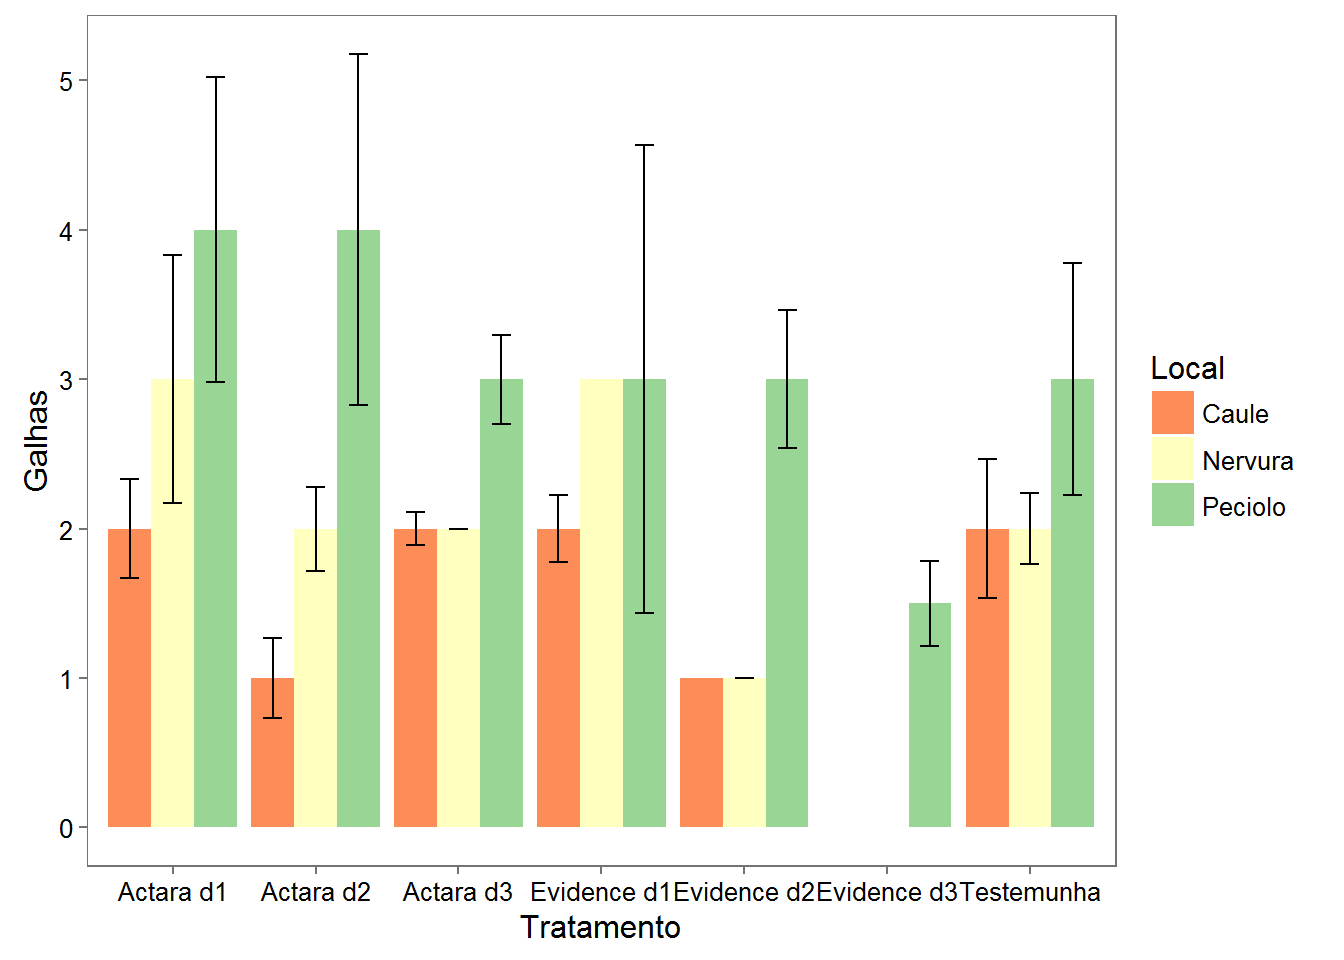 5
4
3
2
1
0
Galhas
Actara d1 Actara d2 Actara d3 Evidence d1 Evidence d2 Evidence d3 Testemunha
Tratamento
Local
Caule
Nervura
Peciolo